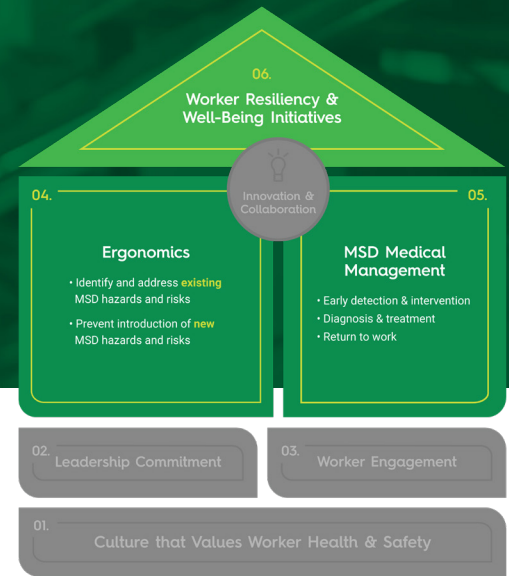 06.
Worker Resiliency &
Well-Being Initiatives
Innovation &
Collaboration
04.
Ergonomics
• Identify and address existing
MSD hazards and risks
• Prevent introduction of new
MSD hazards and risks
05.
MSD Medical
Management
• Early detection & intervention
• Diagnosis & treatment
• Return to work
02.
Leadership Commitment
03.
Worker Engagement
01.
Culture that Values Worker Health & Safety